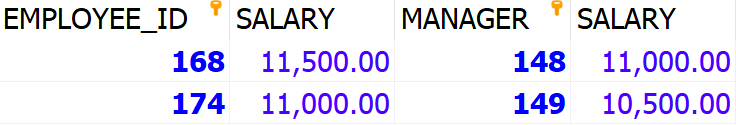 EMPLOYEE_ID SALARY MANAGER SALARY
168 11,500.00 148 11,000.00
174 11,000.00 149 10,500.00